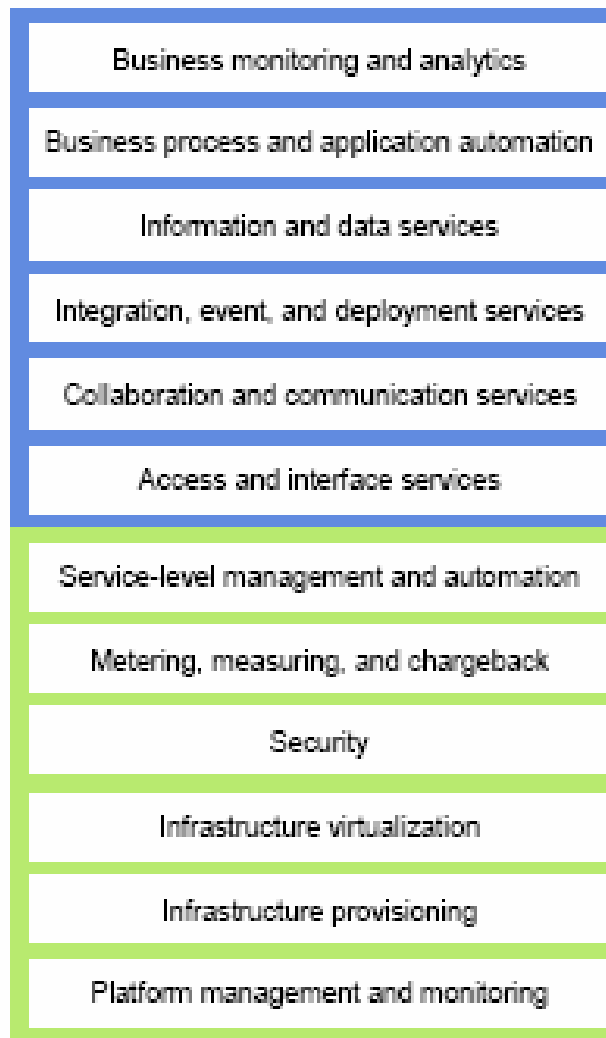 Business monitoring and analytics
Business process and application automation
Information and data services
Integration, event, and deployment services
Collaboration and communication services
Access and interface services
Service-level management and automation
Metering, measuring, and chargeback
Security
Infrastructure virtualization
Infrastructure provisioning
Platform management and monitoring